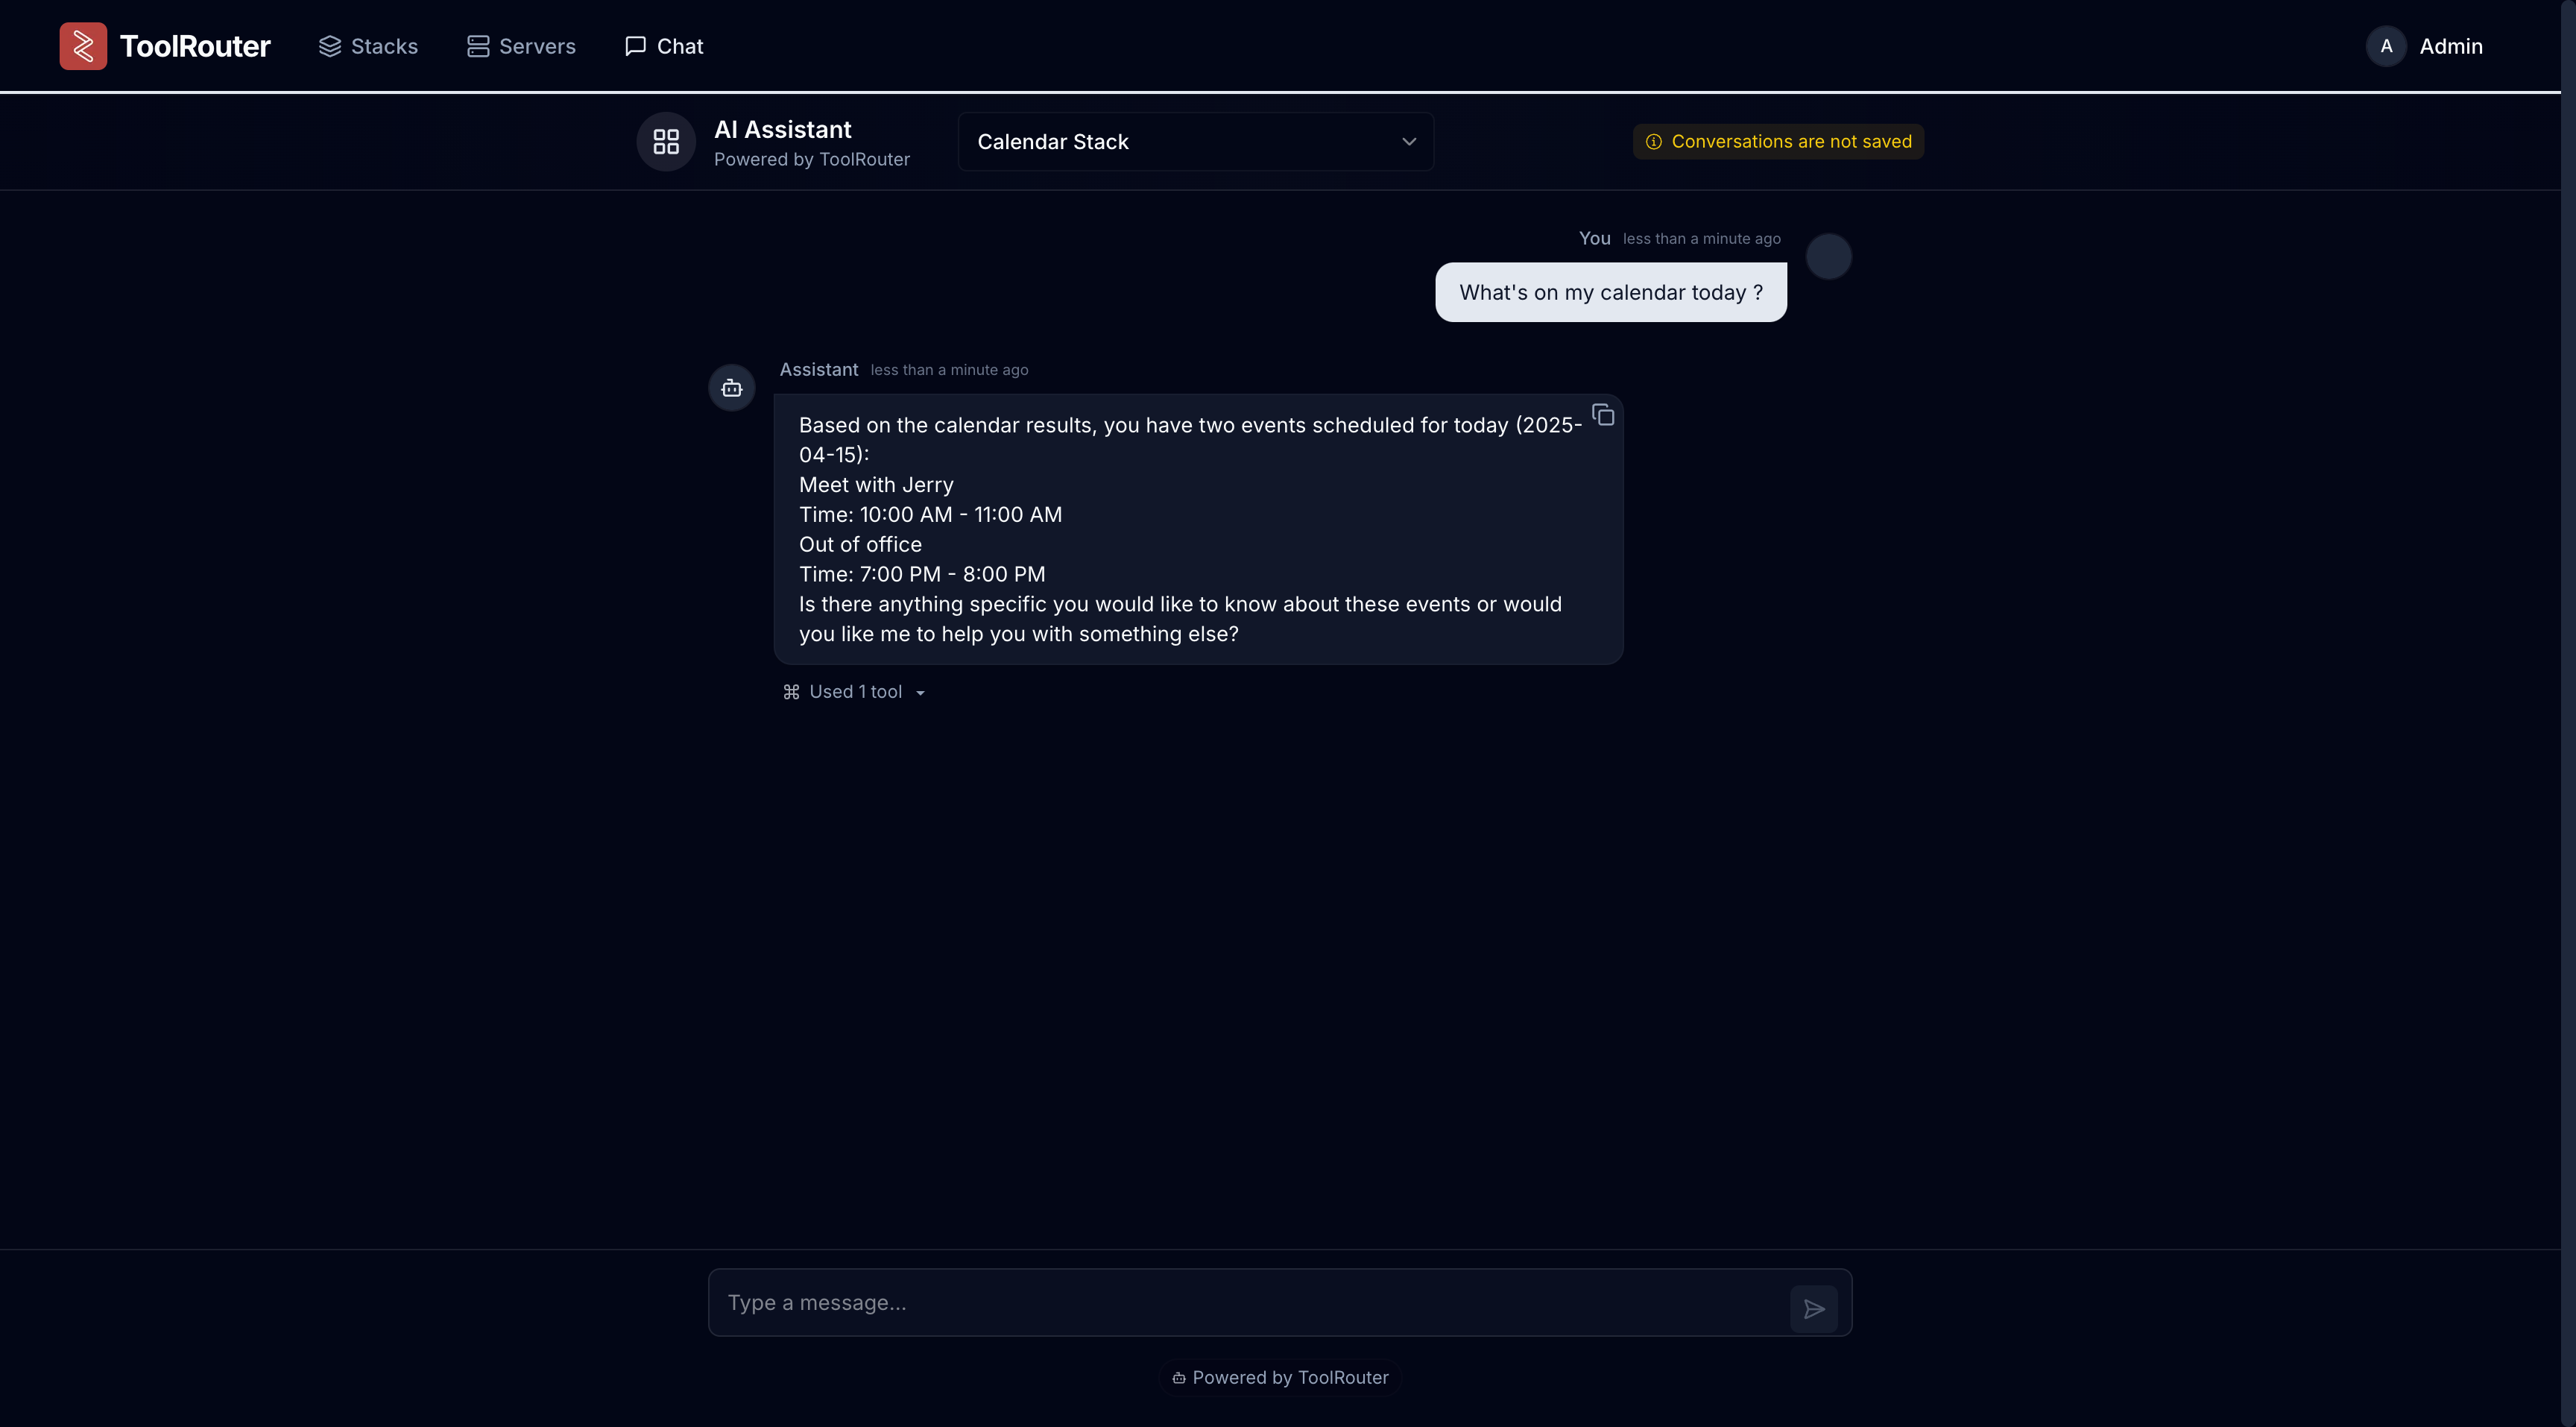 ToolRouter
Stacks
Servers
Chat
A
Admin
AI Assistant
Powered by ToolRouter
Calendar Stack
Conversations are not saved
You less than a minute ago
What's on my calendar today ?
Assistant less than a minute ago
Based on the calendar results, you have two events scheduled for today (2025-
04-15):
Meet with Jerry
Time: 10:00 AM - 11:00 AM
Out of office
Time: 7:00 PM - 8:00 PM
Is there anything specific you would like to know about these events or would
you like me to help you with something else?
Used 1 tool
Type a message...
Powered by ToolRouter